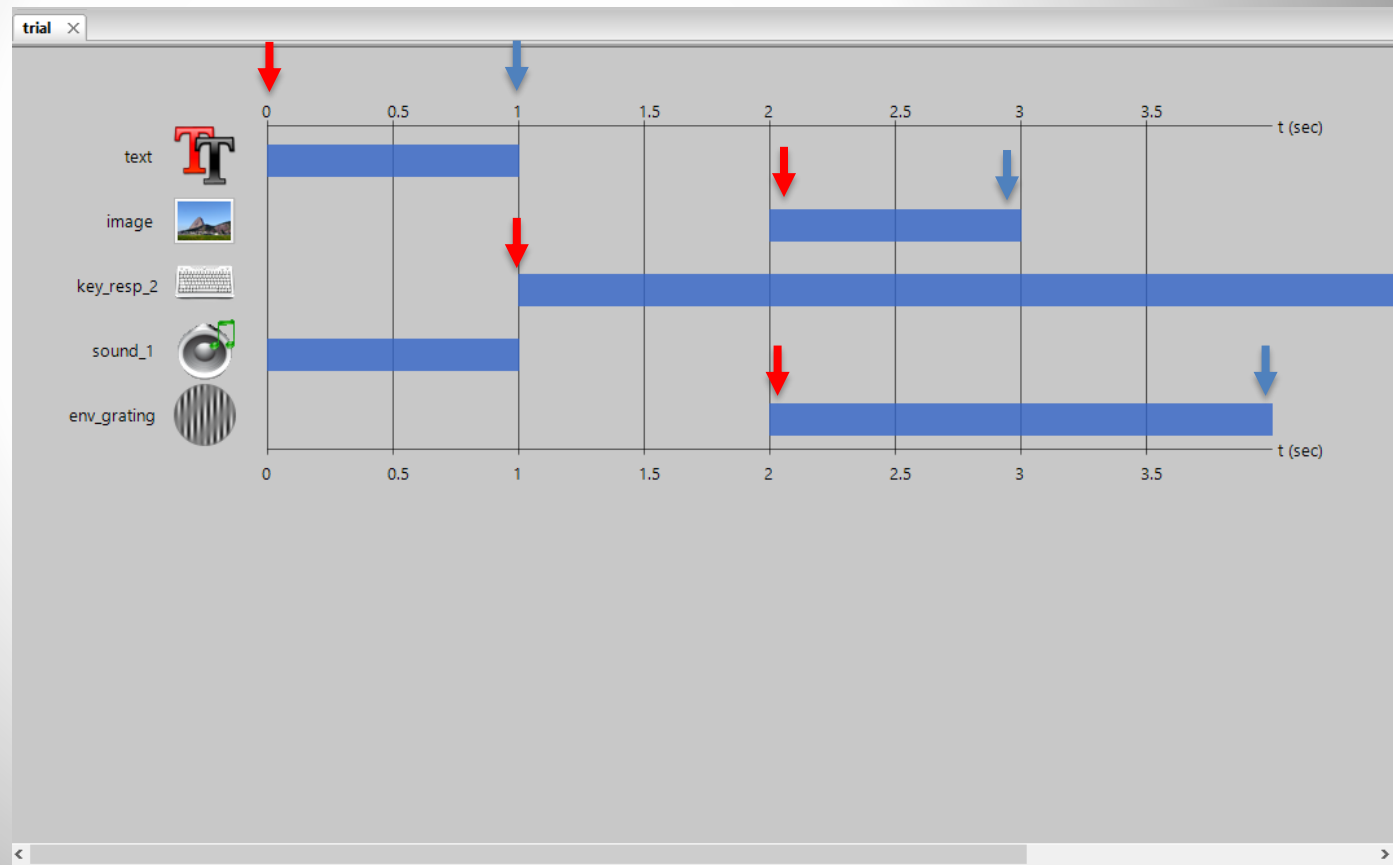 trial
0 0.5 1 1.5 2 2.5 3 3.5
t (sec)
text
image
key_resp_2
sound_1
env_grating
t (sec)
0 0.5 1 1.5 2 2.5 3 3.5